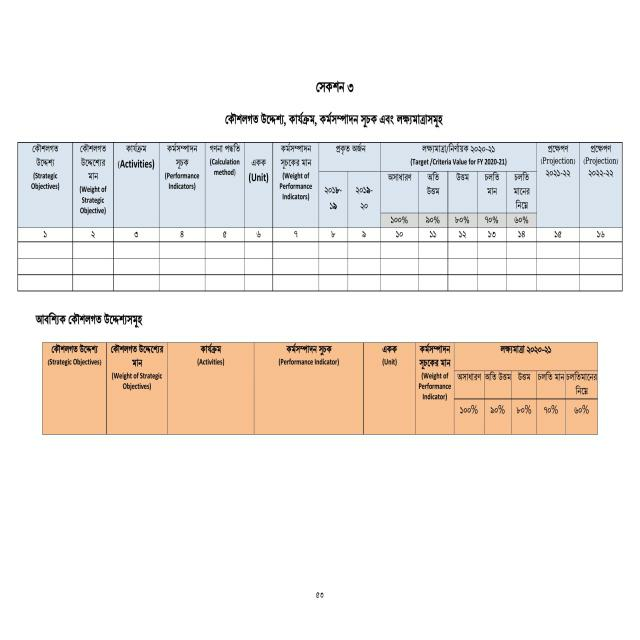 সেকশন ৩
কৌশলগত উদ্দেশ্য, কার্যক্রম, কর্মসম্পাদন সূচক এবং লক্ষ্যমাত্রাসমূহ
কৌশলগত উদ্দেশ্য (Strategic Objectives)
কৌশলগত উদ্দেশ্যের মান (Weight of Strategic Objective)
কার্যক্রম (Activities)
কর্মসম্পাদন সূচক (Performance Indicators)
গণনা পদ্ধতি (Calculation method)
একক (Unit)
কর্মসম্পাদন সূচকের মান (Weight of Performance Indicators)
প্রকৃত অর্জন
২০১৮-১৯
২০১৯-২০
লক্ষ্যমাত্রা/নির্ণায়ক ২০২০-২১
(Target /Criteria Value for FY 2020-21)
অসাধারণ
অতি উত্তম
উত্তম
চলতি মান
চলতি মানের নিম্নে
১০০% ৯০% ৮০% ৭০% ৬০%
প্রক্ষেপণ (Projection) ২০২১-২২
প্রক্ষেপণ (Projection) ২০২২-২৩
১ ২ ৩ ৪ ৫ ৬ ৭ ৮ ৯ ১০ ১১ ১২ ১৩ ১৪ ১৫ ১৬
আবশ্যিক কৌশলগত উদ্দেশ্যসমূহ
কৌশলগত উদ্দেশ্য (Strategic Objectives)
কৌশলগত উদ্দেশ্যের মান (Weight of Strategic Objectives)
কার্যক্রম (Activities)
কর্মসম্পাদন সূচক (Performance Indicator)
একক (Unit)
কর্মসম্পাদন সূচকের মান (Weight of Performance Indicator)
লক্ষ্যমাত্রা ২০২০-২১
অসাধারণ
অতি উত্তম
উত্তম
চলতি মান
চলতিমানের নিম্নে
১০০% ৯০% ৮০% ৭০% ৬০%
৫৩